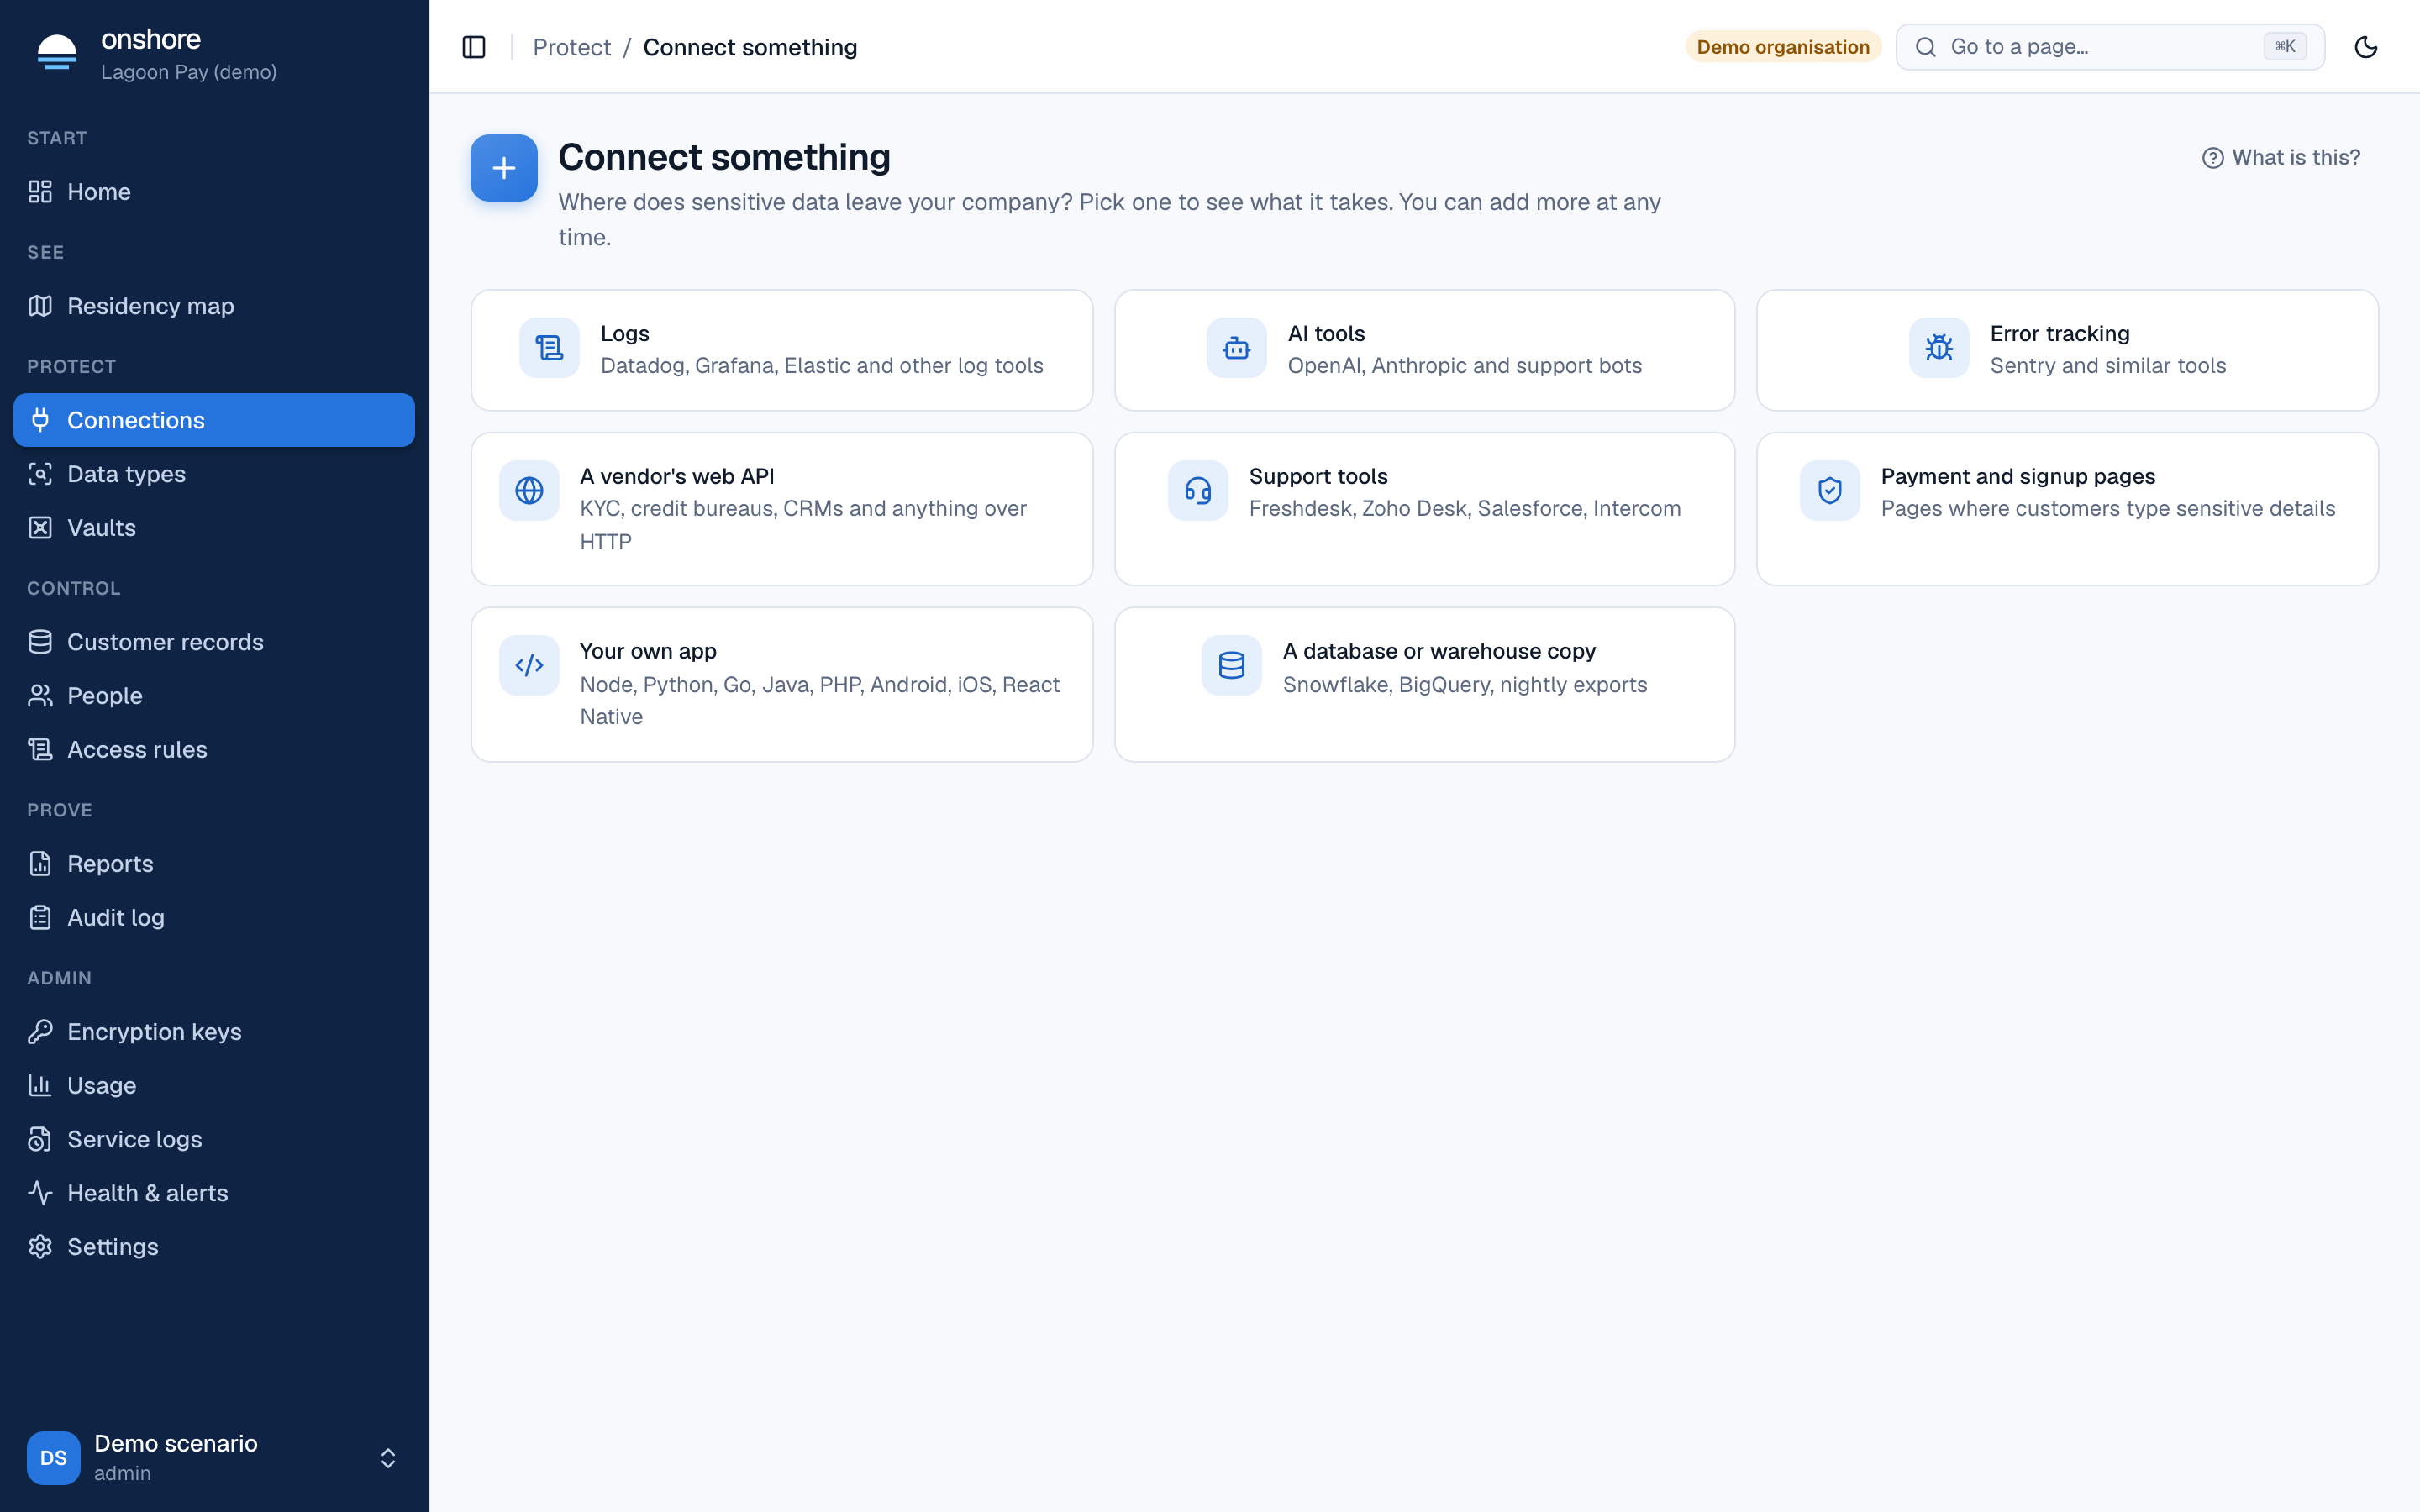 onshore
Lagoon Pay (demo)
START
Home
SEE
Residency map
PROTECT
Connections
Data types
Vaults
CONTROL
Customer records
People
Access rules
PROVE
Reports
Audit log
ADMIN
Encryption keys
Usage
Service logs
Health & alerts
Settings
DS
Demo scenario
admin
Protect / Connect something
Demo organisation
Go to a page...
⌘K
Connect something
What is this?
Where does sensitive data leave your company? Pick one to see what it takes. You can add more at any
time.
Logs
Datadog, Grafana, Elastic and other log tools
AI tools
OpenAI, Anthropic and support bots
Error tracking
Sentry and similar tools
A vendor's web API
KYC, credit bureaus, CRMs and anything over
HTTP
Support tools
Freshdesk, Zoho Desk, Salesforce, Intercom
Payment and signup pages
Pages where customers type sensitive details
Your own app
Node, Python, Go, Java, PHP, Android, iOS, React
Native
A database or warehouse copy
Snowflake, BigQuery, nightly exports